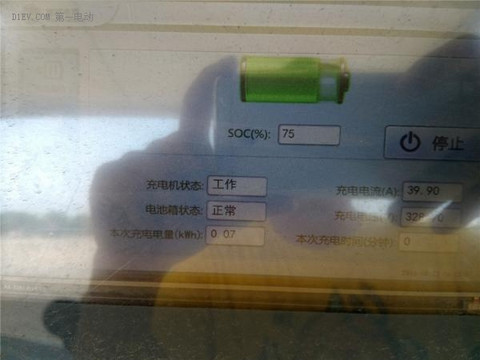 D1EV.COM 第一电动
SOC(%): 75
停止
充电机状态: 工作 充电电流(A): 39.90
电池箱状态: 正常
本次充电电量(kWh): 0.07 本次充电时间(分钟): 0